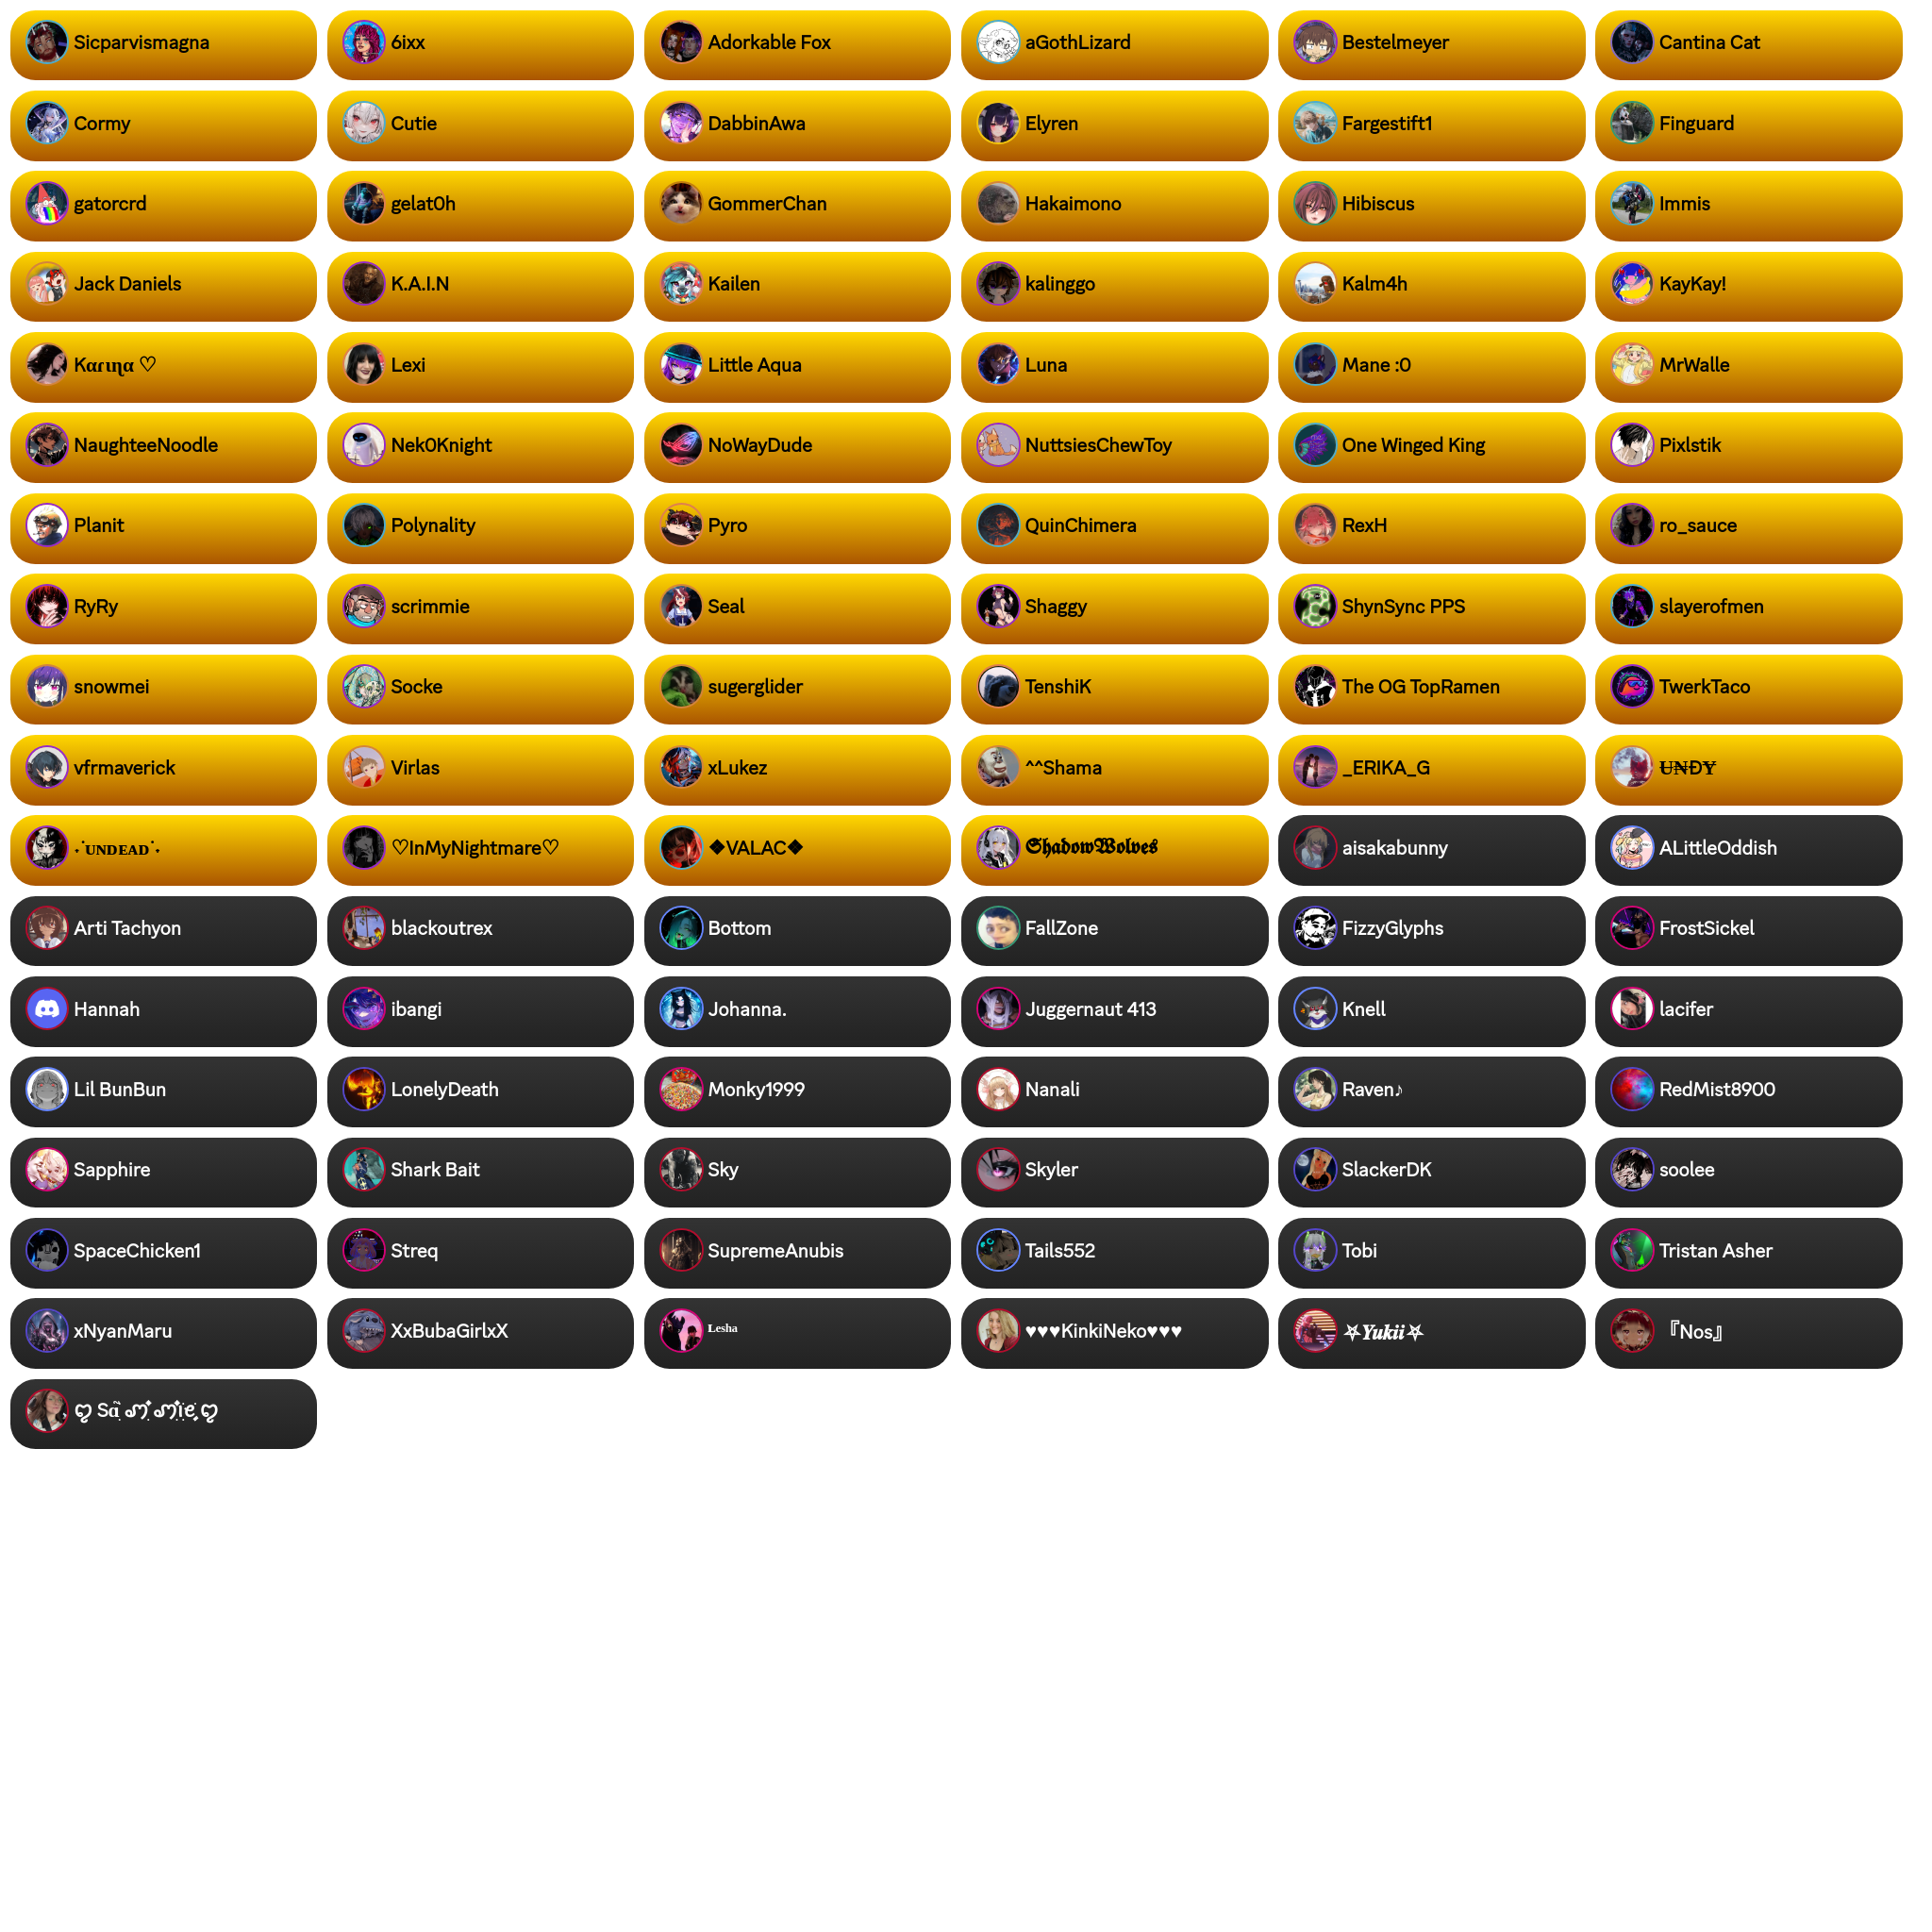 Sicparvismagna
6ixx
Adorkable Fox
aGothLizard
Bestelmeyer
Cantina Cat
Cormy
Cutie
DabbinAwa
Elyren
Fargestift1
Finguard
gatorcrd
gelat0h
GommerChan
Hakaimono
Hibiscus
Immis
Jack Daniels
K.A.I.N
Kailen
kalinggo
Kalm4h
KayKay!
Kαɾιɳα ♡
Lexi
Little Aqua
Luna
Mane :0
MrWalle
NaughteeNoodle
Nek0Knight
NoWayDude
NuttsiesChewToy
One Winged King
Pixlstik
Planit
Polynality
Pyro
QuinChimera
RexH
ro_sauce
RyRy
scrimmie
Seal
Shaggy
ShynSync PPS
slayerofmen
snowmei
Socke
sugerglider
TenshiK
The OG TopRamen
TwerkTaco
vfrmaverick
Virlas
xLukez
^^Shama
_ERIKA_G
U̶N̶ĐY̶
˖˙ᴜɴᴅᴇᴀᴅ˙˖
♡InMyNightmare♡
❖VALAC❖
𝕾𝖍𝖆𝖉𝖔𝖜𝖂𝖔𝖑𝖛𝖊𝖘
aisakabunny
ALittleOddish
Arti Tachyon
blackoutrex
Bottom
FallZone
FizzyGlyphs
FrostSickel
Hannah
ibangi
Johanna.
Juggernaut 413
Knell
lacifer
Lil BunBun
LonelyDeath
Monky1999
Nanali
Raven♪
RedMist8900
Sapphire
Shark Bait
Sky
Skyler
SlackerDK
soolee
SpaceChicken1
Streq
SupremeAnubis
Tails552
Tobi
Tristan Asher
xNyanMaru
XxBubaGirlxX
ᴸᵉˢʰᵃ
♥♥♥KinkiNeko♥♥♥
⛧𝒀𝒖𝒌𝒊𝒊⛧
『Nos』